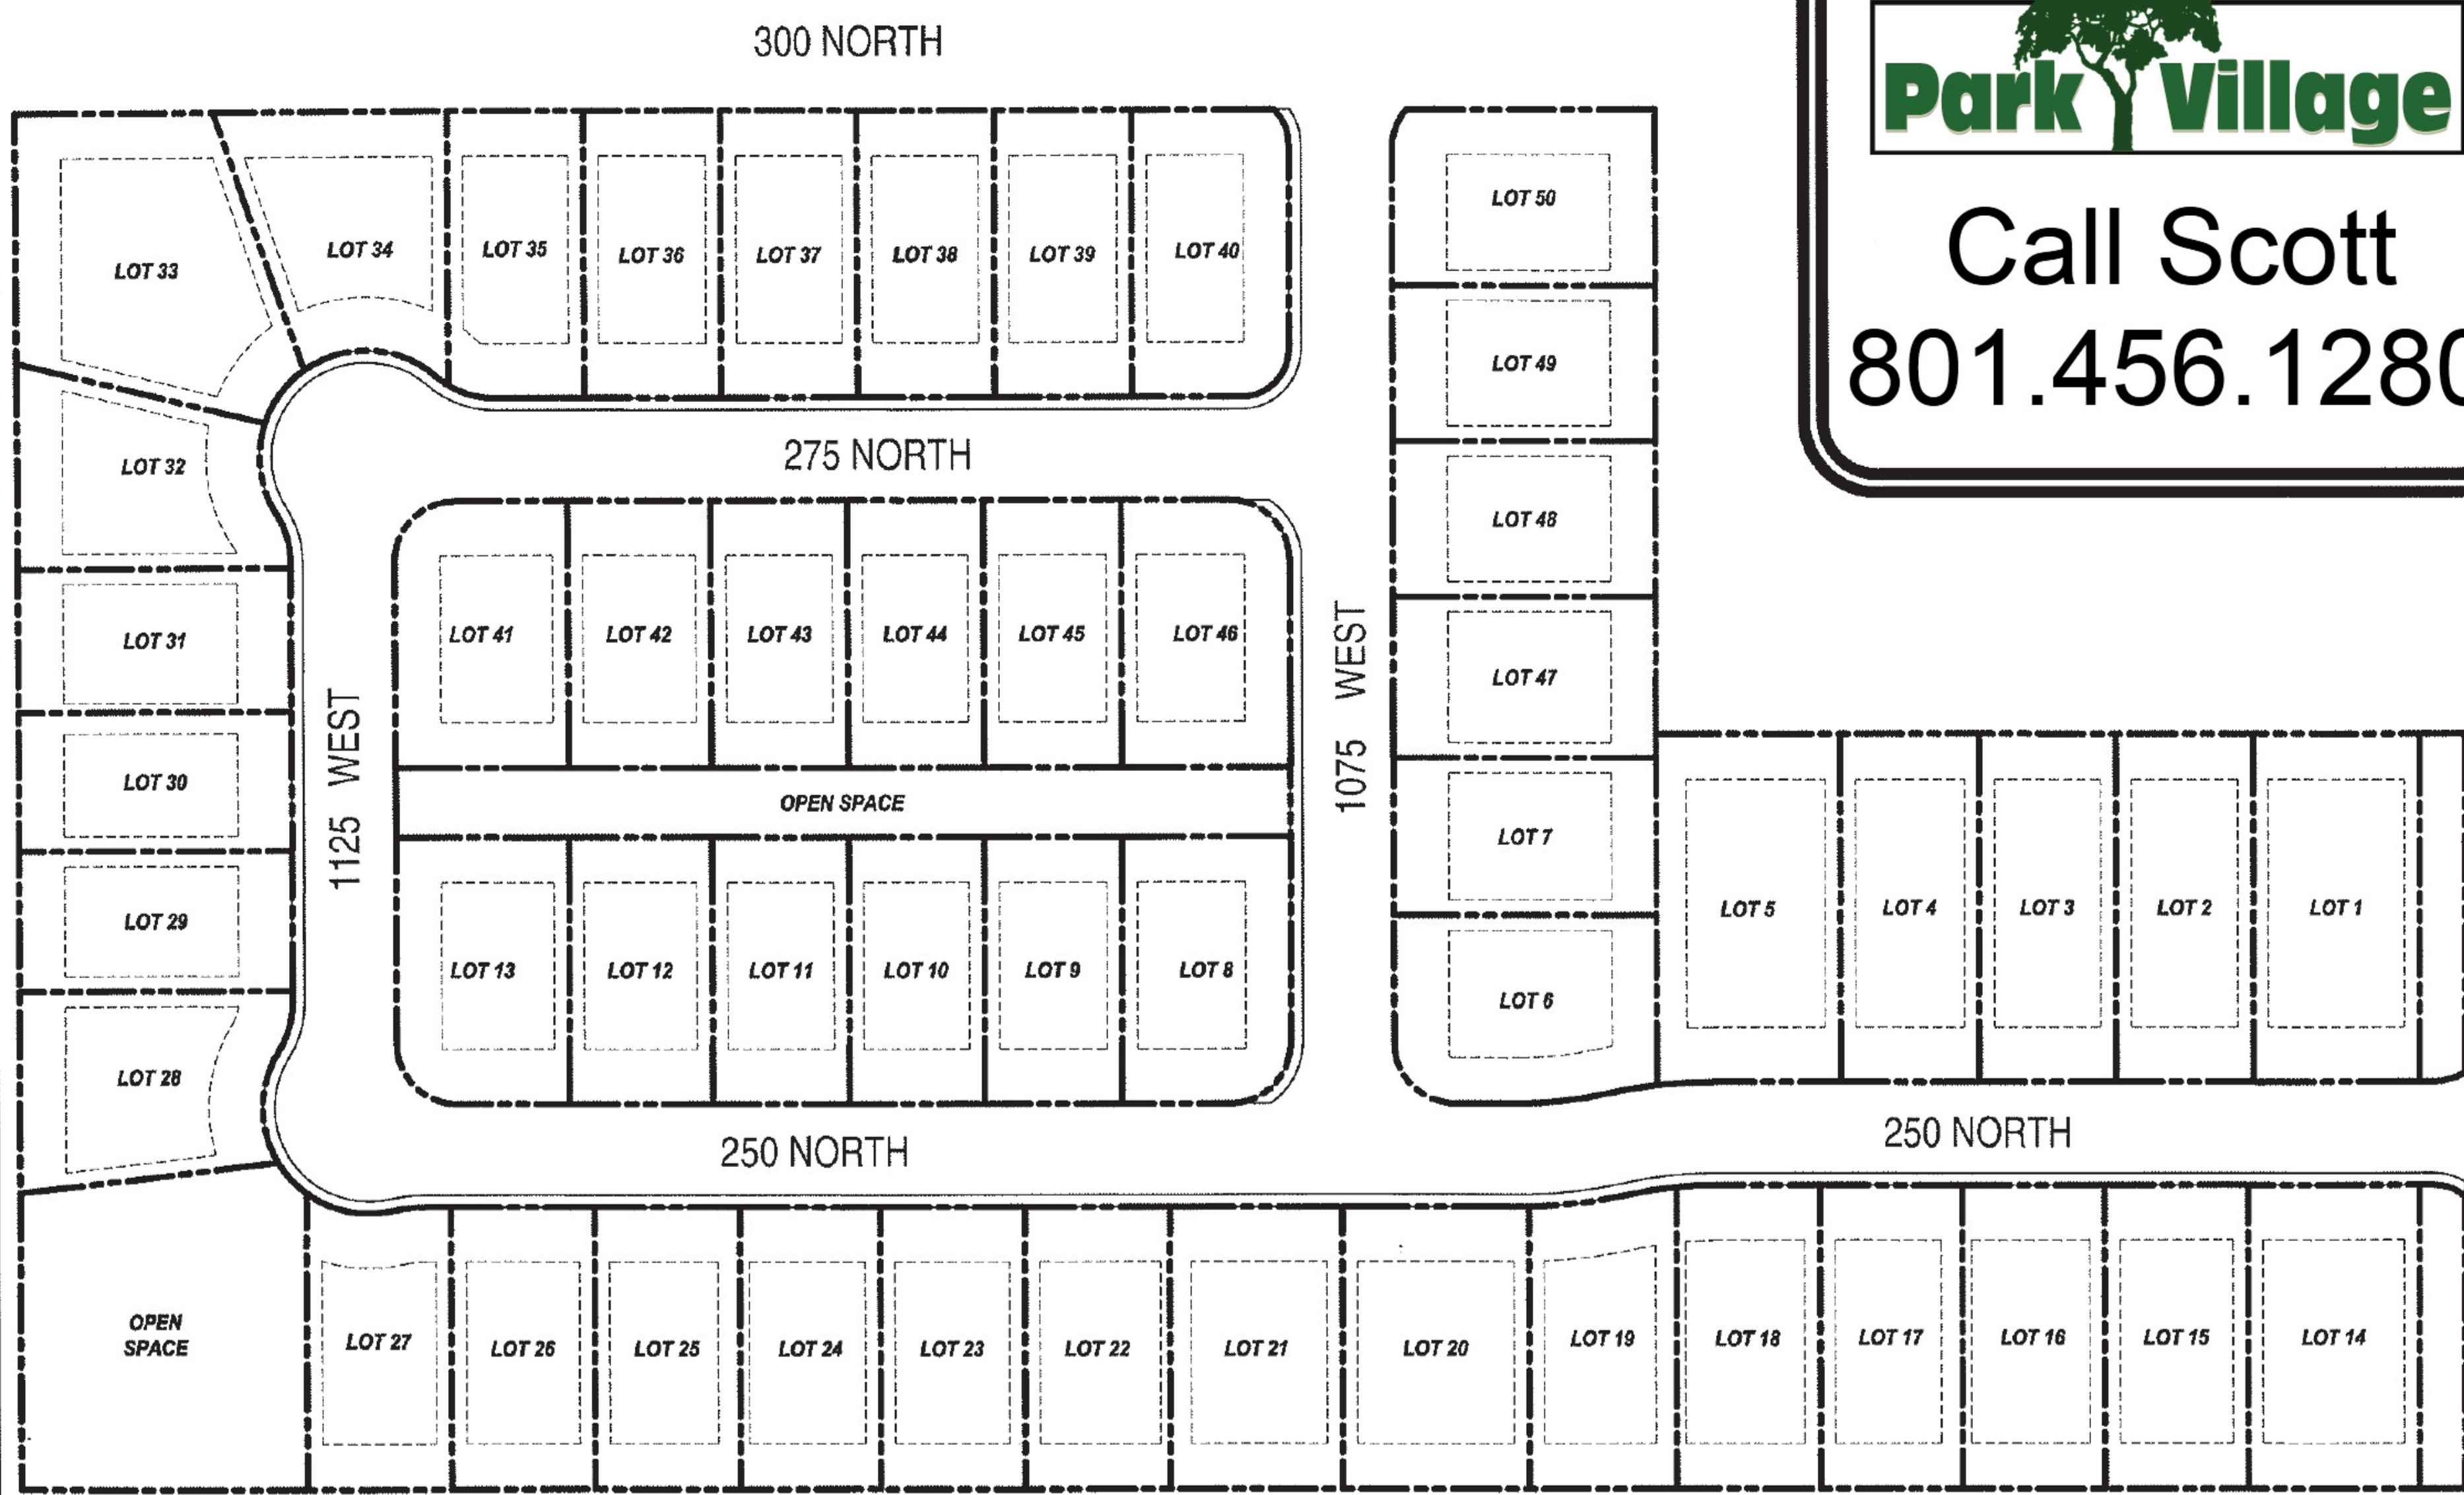 300 NORTH
Park Village
Call Scott
801.456.1280
LOT 33
LOT 34
LOT 35
LOT 36
LOT 37
LOT 38
LOT 39
LOT 40
LOT 50
LOT 49
275 NORTH
LOT 32
LOT 48
LOT 31
LOT 41
LOT 42
LOT 43
LOT 44
LOT 45
LOT 46
1075 WEST
LOT 47
1125 WEST
LOT 30
OPEN SPACE
LOT 7
LOT 29
LOT 13
LOT 12
LOT 11
LOT 10
LOT 9
LOT 8
LOT 6
LOT 5
LOT 4
LOT 3
LOT 2
LOT 1
LOT 28
250 NORTH
250 NORTH
OPEN
SPACE
LOT 27
LOT 26
LOT 25
LOT 24
LOT 23
LOT 22
LOT 21
LOT 20
LOT 19
LOT 18
LOT 17
LOT 16
LOT 15
LOT 14